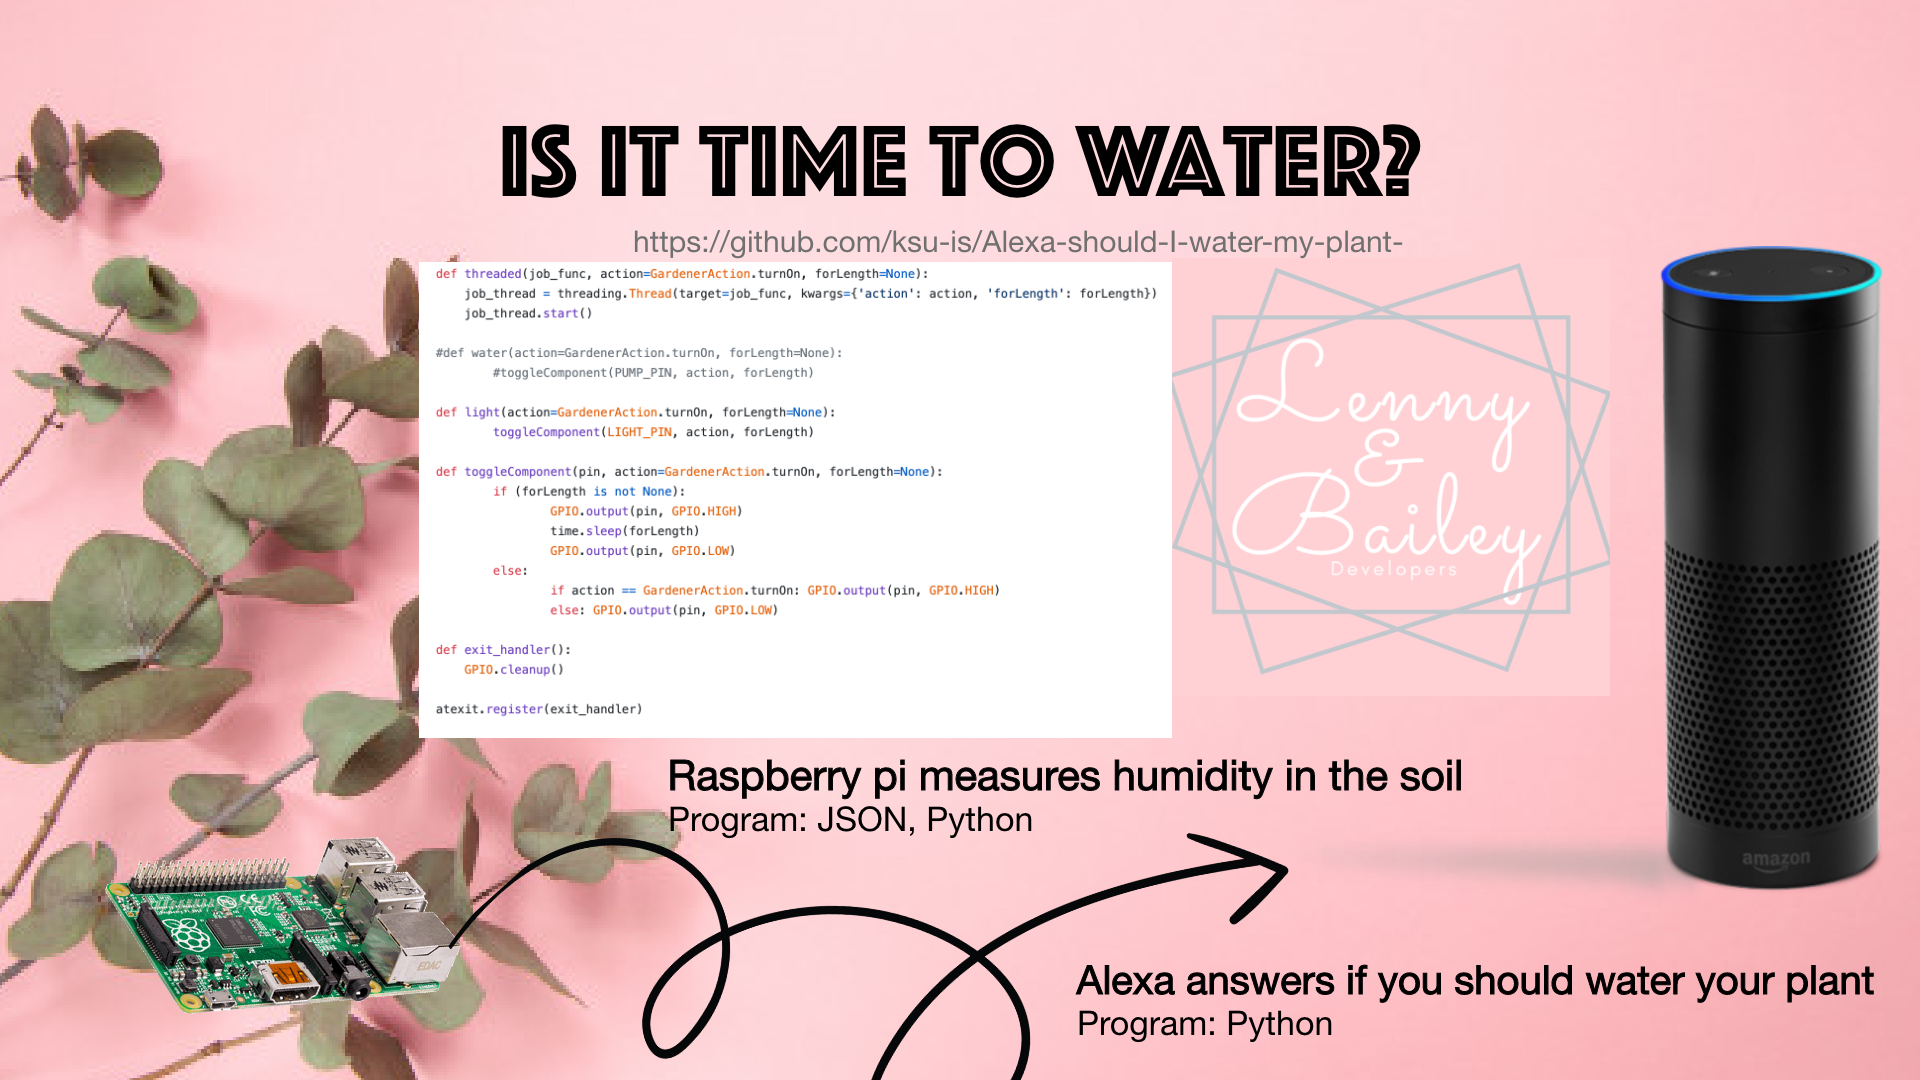 IS IT TIME TO WATER?
https://github.com/ksu-is/Alexa-should-I-water-my-plant-
def threaded(job_func, action=GardenerAction.turnOn, forLength=None):
    job_thread = threading.Thread(target=job_func, kwargs={'action': action, 'forLength': forLength})
    job_thread.start()
#def water(action=GardenerAction.turnOn, forLength=None):
        #toggleComponent(PUMP_PIN, action, forLength)
def light(action=GardenerAction.turnOn, forLength=None):
        toggleComponent(LIGHT_PIN, action, forLength)
def toggleComponent(pin, action=GardenerAction.turnOn, forLength=None):
        if (forLength is not None):
                GPIO.output(pin, GPIO.HIGH)
                time.sleep(forLength)
                GPIO.output(pin, GPIO.LOW)
        else:
                if action == GardenerAction.turnOn: GPIO.output(pin, GPIO.HIGH)
                else: GPIO.output(pin, GPIO.LOW)
def exit_handler():
    GPIO.cleanup()
atexit.register(exit_handler)
Lenny
&
Bailey
Developers
Raspberry pi measures humidity in the soil
Program: JSON, Python
amazon
EDAC
HDMI
Alexa answers if you should water your plant
Program: Python